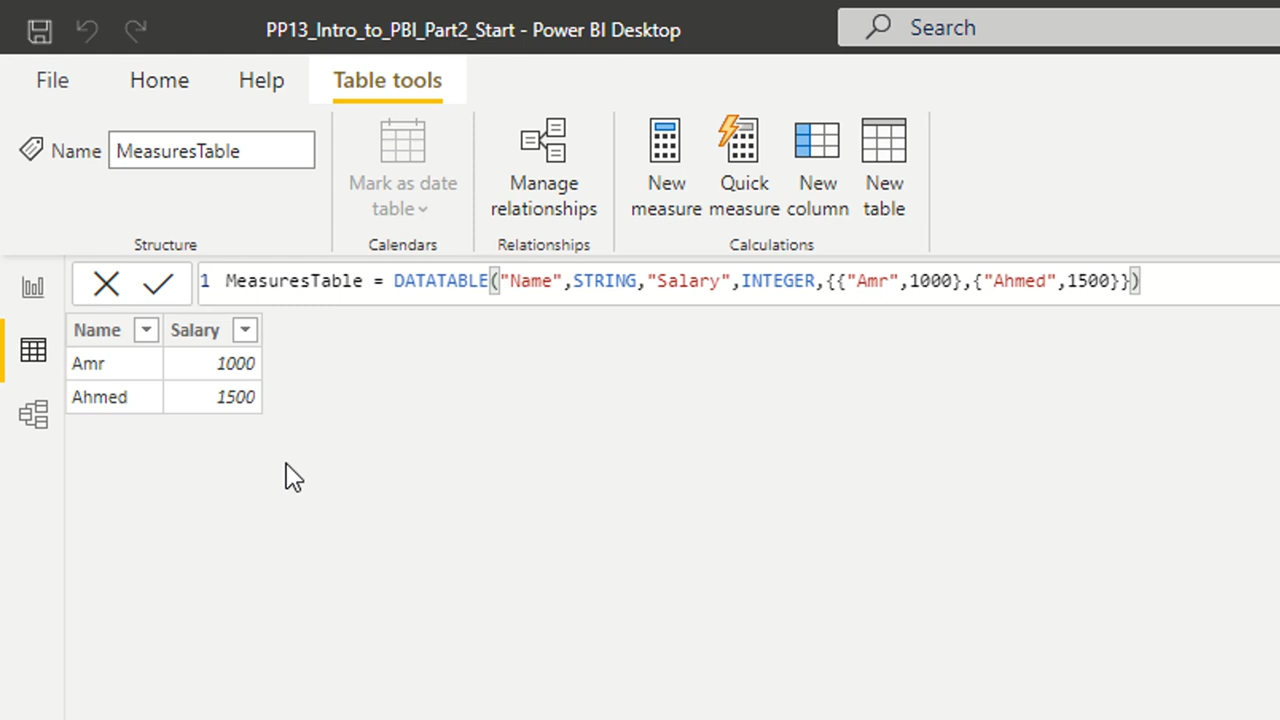 PP13_Intro_to_PBI_Part2_Start - Power BI Desktop
Search
File
Home
Help
Table tools
Name
MeasuresTable
Mark as date
table
Manage
relationships
New
measure
Quick
measure
New
column
New
table
Structure
Calendars
Relationships
Calculations
1 MeasuresTable = DATATABLE("Name",STRING,"Salary",INTEGER,{{"Amr",1000},{"Ahmed",1500}})
Name Salary
Amr 1000
Ahmed 1500